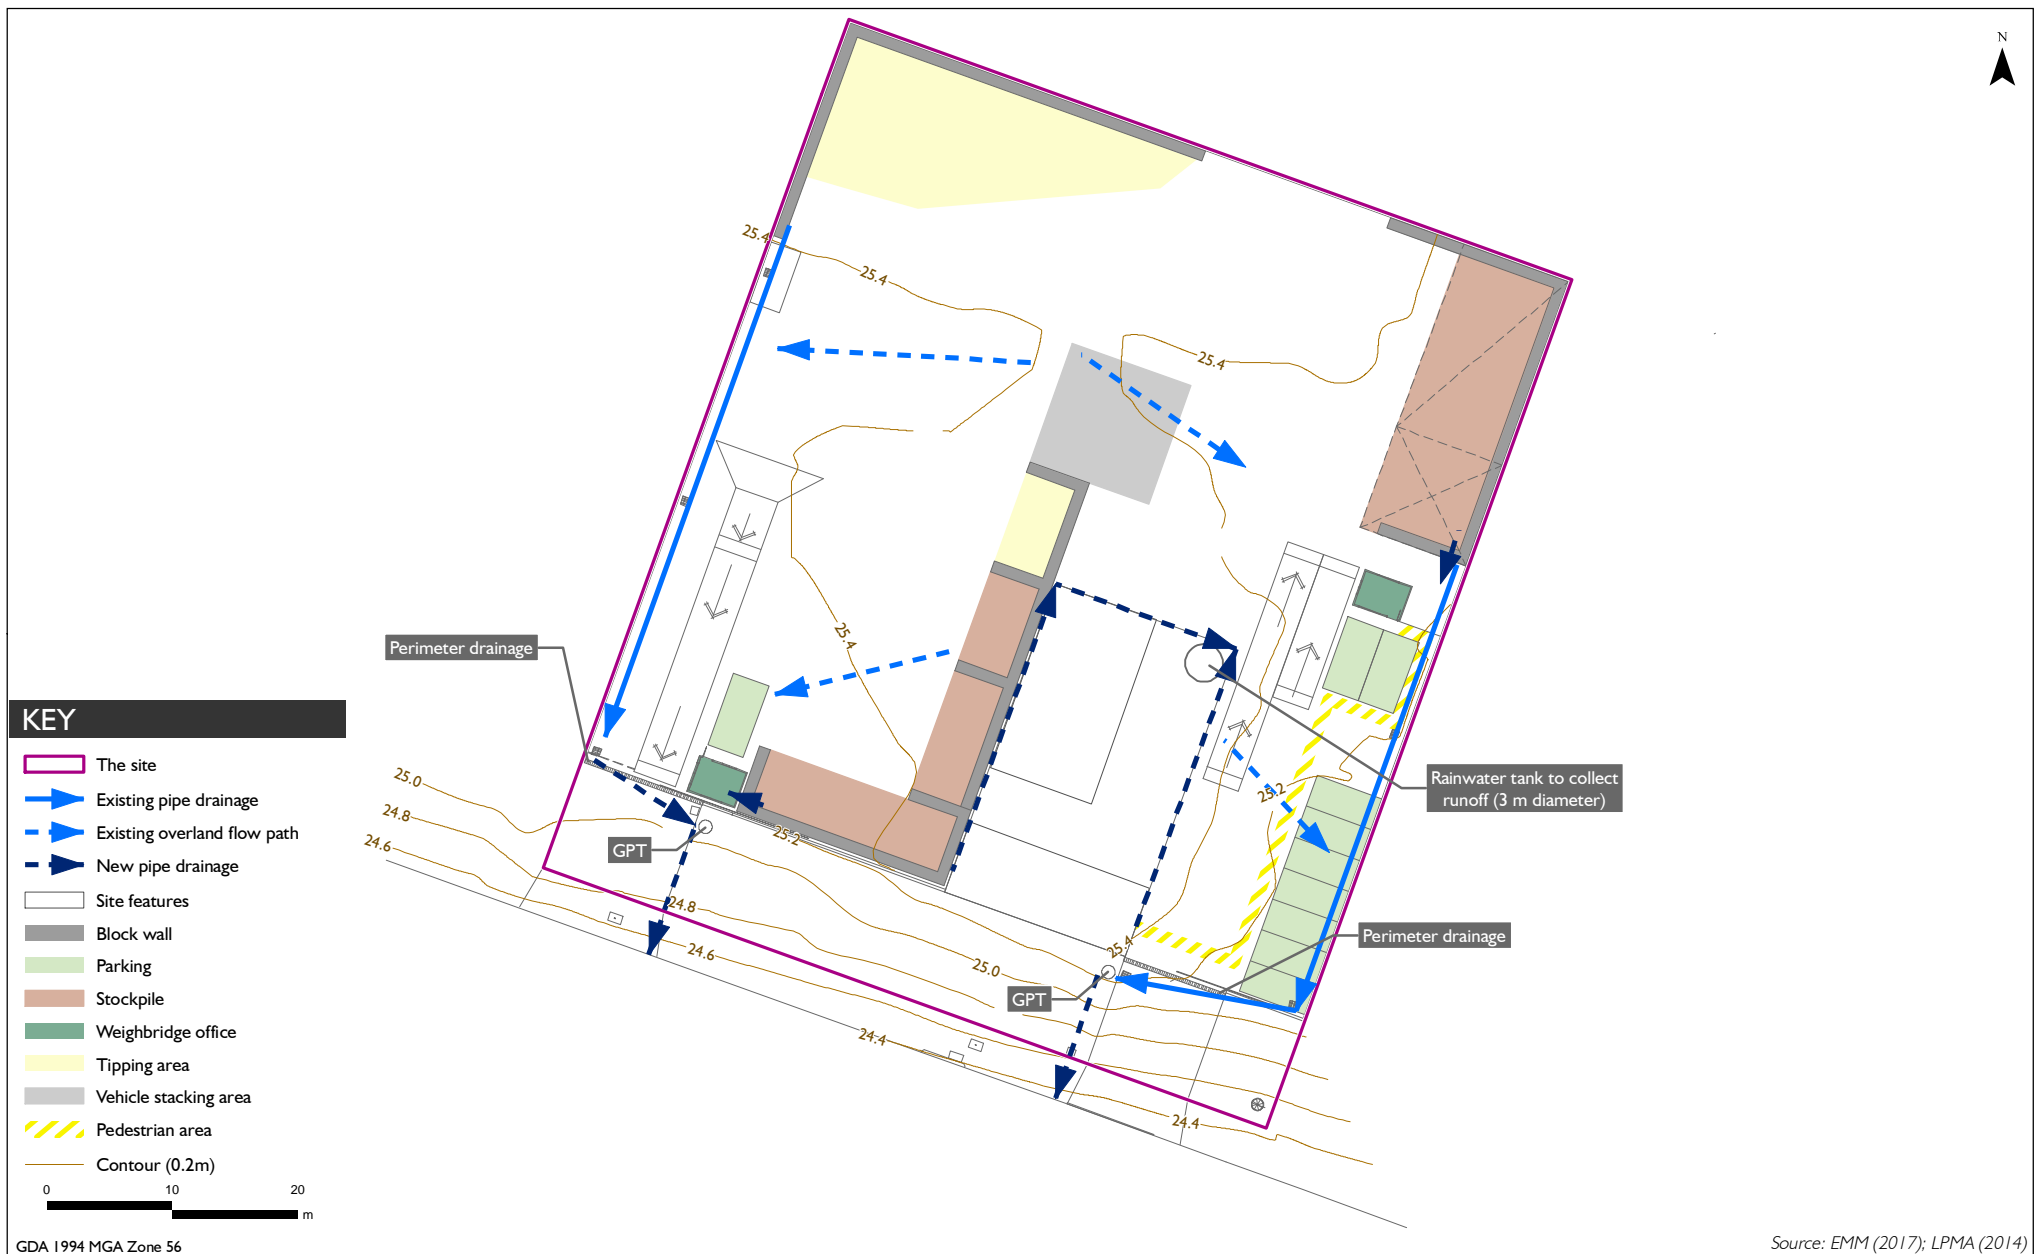 N
25.4
25.4
25.4
25.4
Perimeter drainage
25.0
24.8
24.6
25.2
25.2
GPT
Rainwater tank to collect
runoff (3 m diameter)
24.8
24.6
25.4
25.0
Perimeter drainage
GPT
24.4
24.4
KEY
The site
Existing pipe drainage
Existing overland flow path
New pipe drainage
Site features
Block wall
Parking
Stockpile
Weighbridge office
Tipping area
Vehicle stacking area
Pedestrian area
Contour (0.2m)
0 10 20
m
GDA 1994 MGA Zone 56
Source: EMM (2017); LPMA (2014)